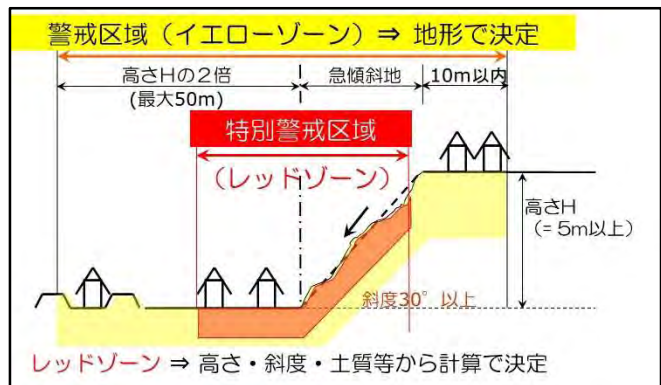 警戒区域（イエローゾーン）⇒ 地形で決定
高さHの2倍
(最大50m)
急傾斜地
10m以内
特別警戒区域
（レッドゾーン）
高さH
（＝5m以上）
斜度30°以上
レッドゾーン ⇒ 高さ・斜度・土質等から計算で決定